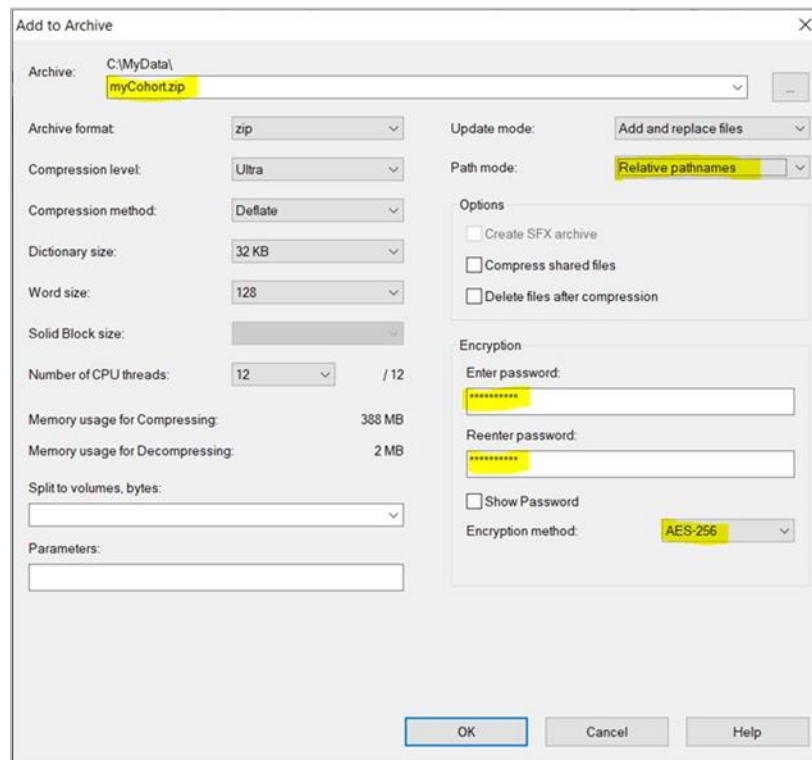 Add to Archive
Archive:
C:\MyData\
myCohort.zip
...
Archive format:
zip
Compression level:
Ultra
Compression method:
Deflate
Dictionary size:
32 KB
Word size:
128
Solid Block size:
Number of CPU threads:
12
/ 12
Memory usage for Compressing:
388 MB
Memory usage for Decompressing:
2 MB
Split to volumes, bytes:
Parameters:
Update mode:
Add and replace files
Path mode:
Relative pathnames
Options
Create SFX archive
Compress shared files
Delete files after compression
Encryption
Enter password:
**********
Reenter password:
**********
Show Password
Encryption method:
AES-256
OK
Cancel
Help